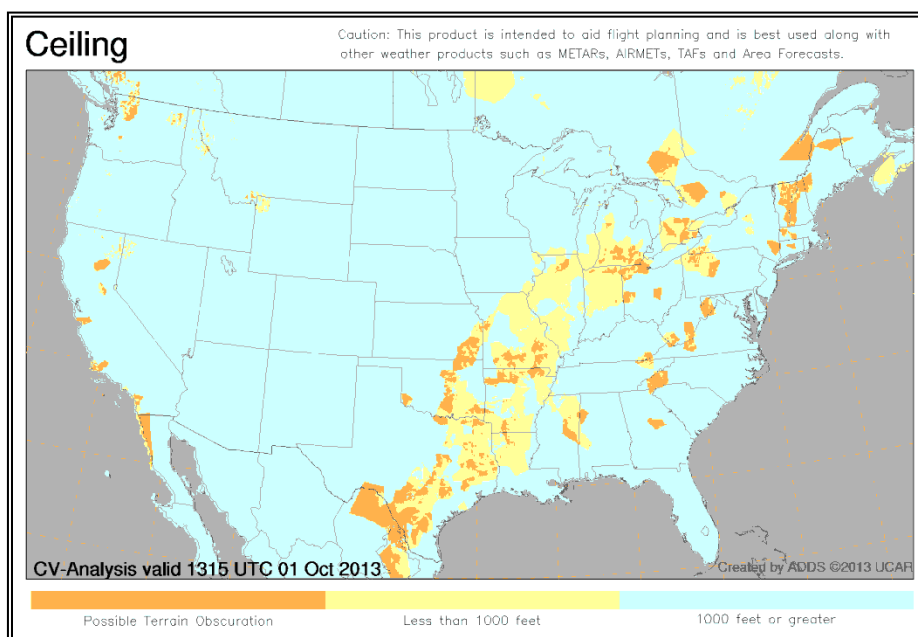 Ceiling
Caution: This product is intended to aid flight planning and is best used along with
other weather products such as METARs, AIRMETs, TAFs and Area Forecasts.
CV-Analysis valid 1315 UTC 01 Oct 2013
Created by ADDS ©2013 UCAR
Possible Terrain Obscuration
Less than 1000 feet
1000 feet or greater